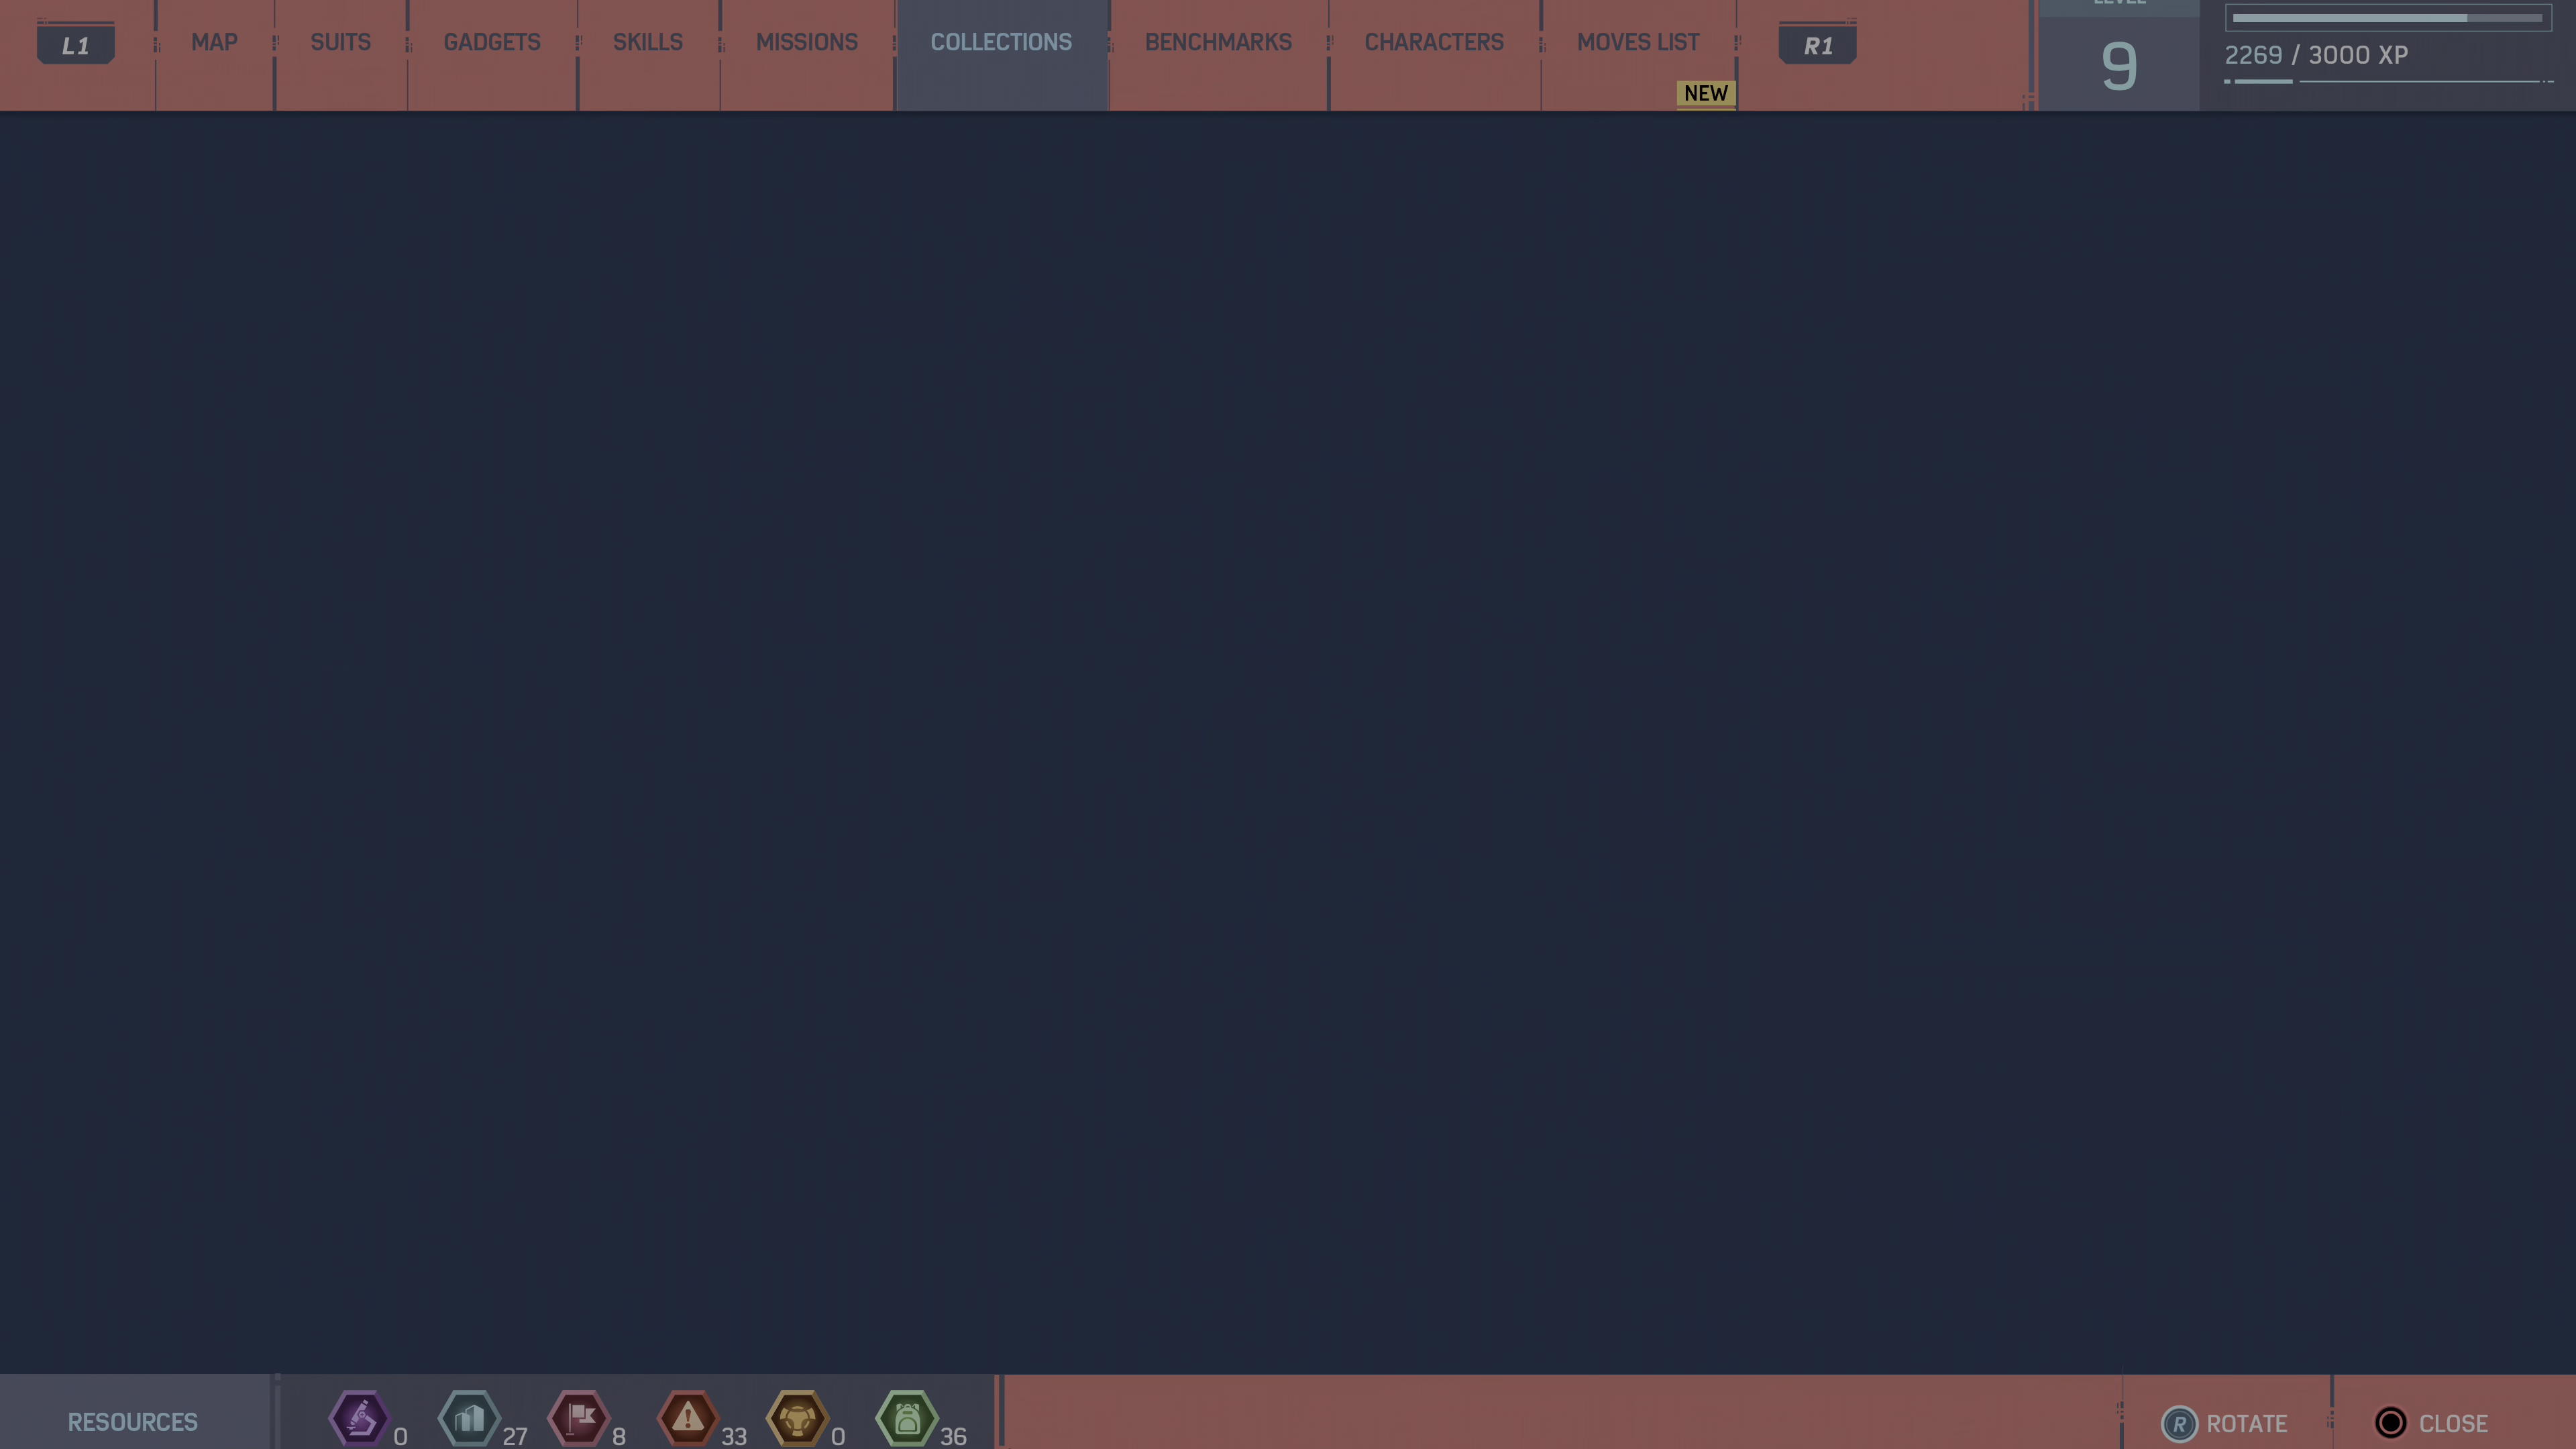 LEVEL
L1 MAP SUITS GADGETS SKILLS MISSIONS COLLECTIONS BENCHMARKS CHARACTERS MOVES LIST R1
9
2269 / 3000 XP
NEW
RESOURCES 0 27 8 33 0 36 R ROTATE CLOSE